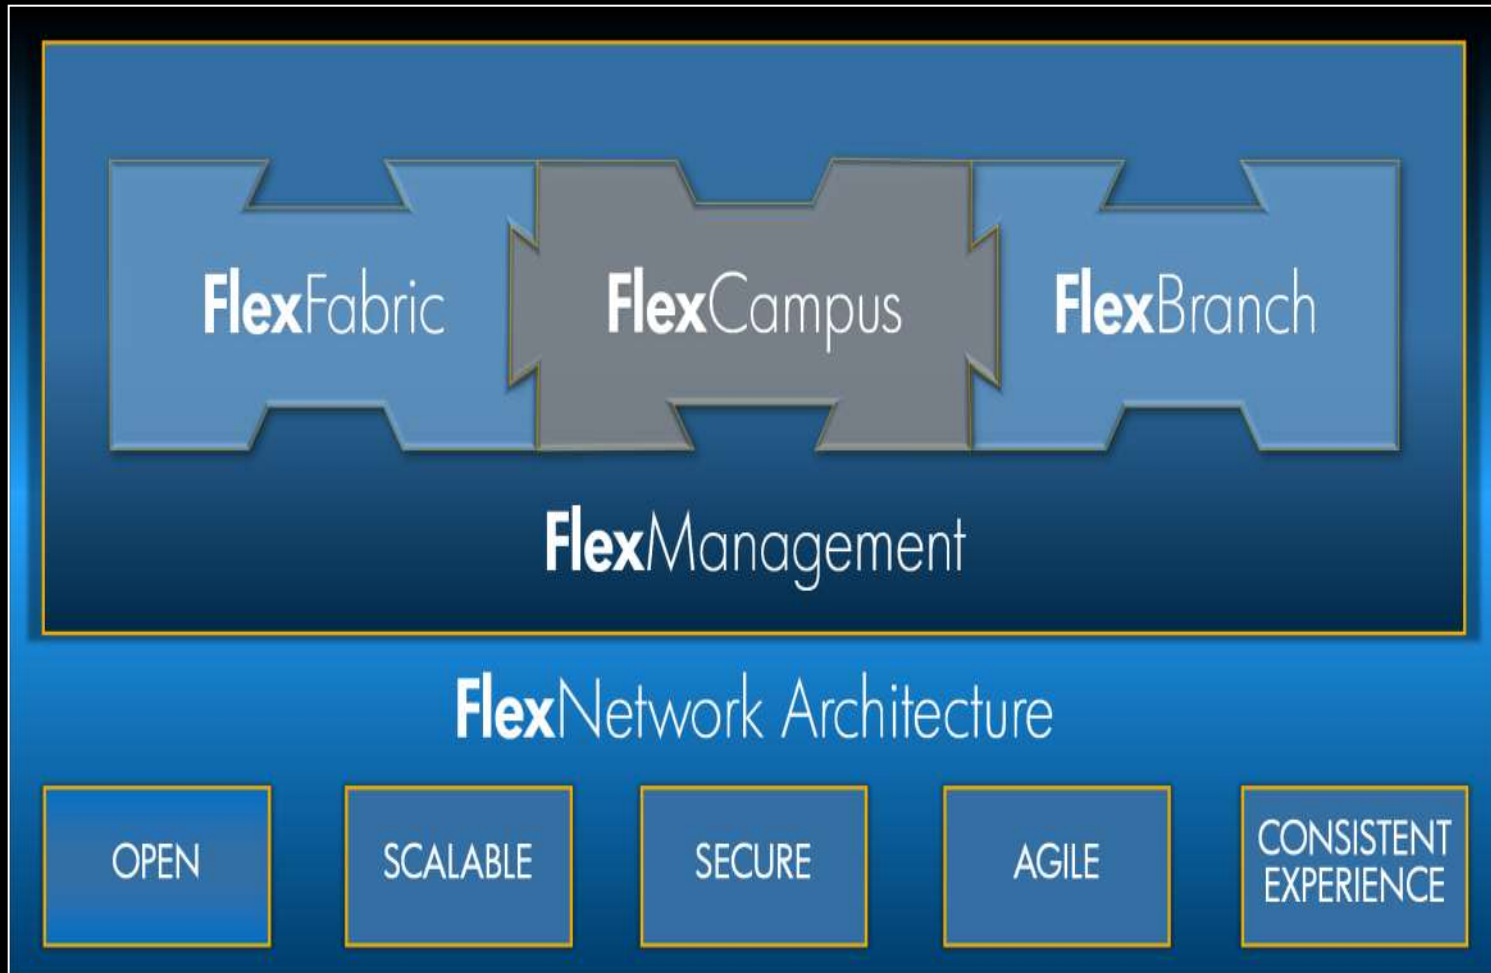 FlexFabric
FlexCampus
FlexBranch
FlexManagement
FlexNetwork Architecture
OPEN
SCALABLE
SECURE
AGILE
CONSISTENT
EXPERIENCE